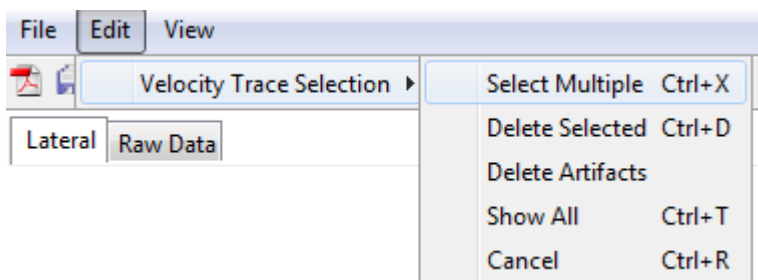 File Edit View
Velocity Trace Selection Select Multiple Ctrl+X
Lateral Raw Data Delete Selected Ctrl+D
Delete Artifacts
Show All Ctrl+T
Cancel Ctrl+R